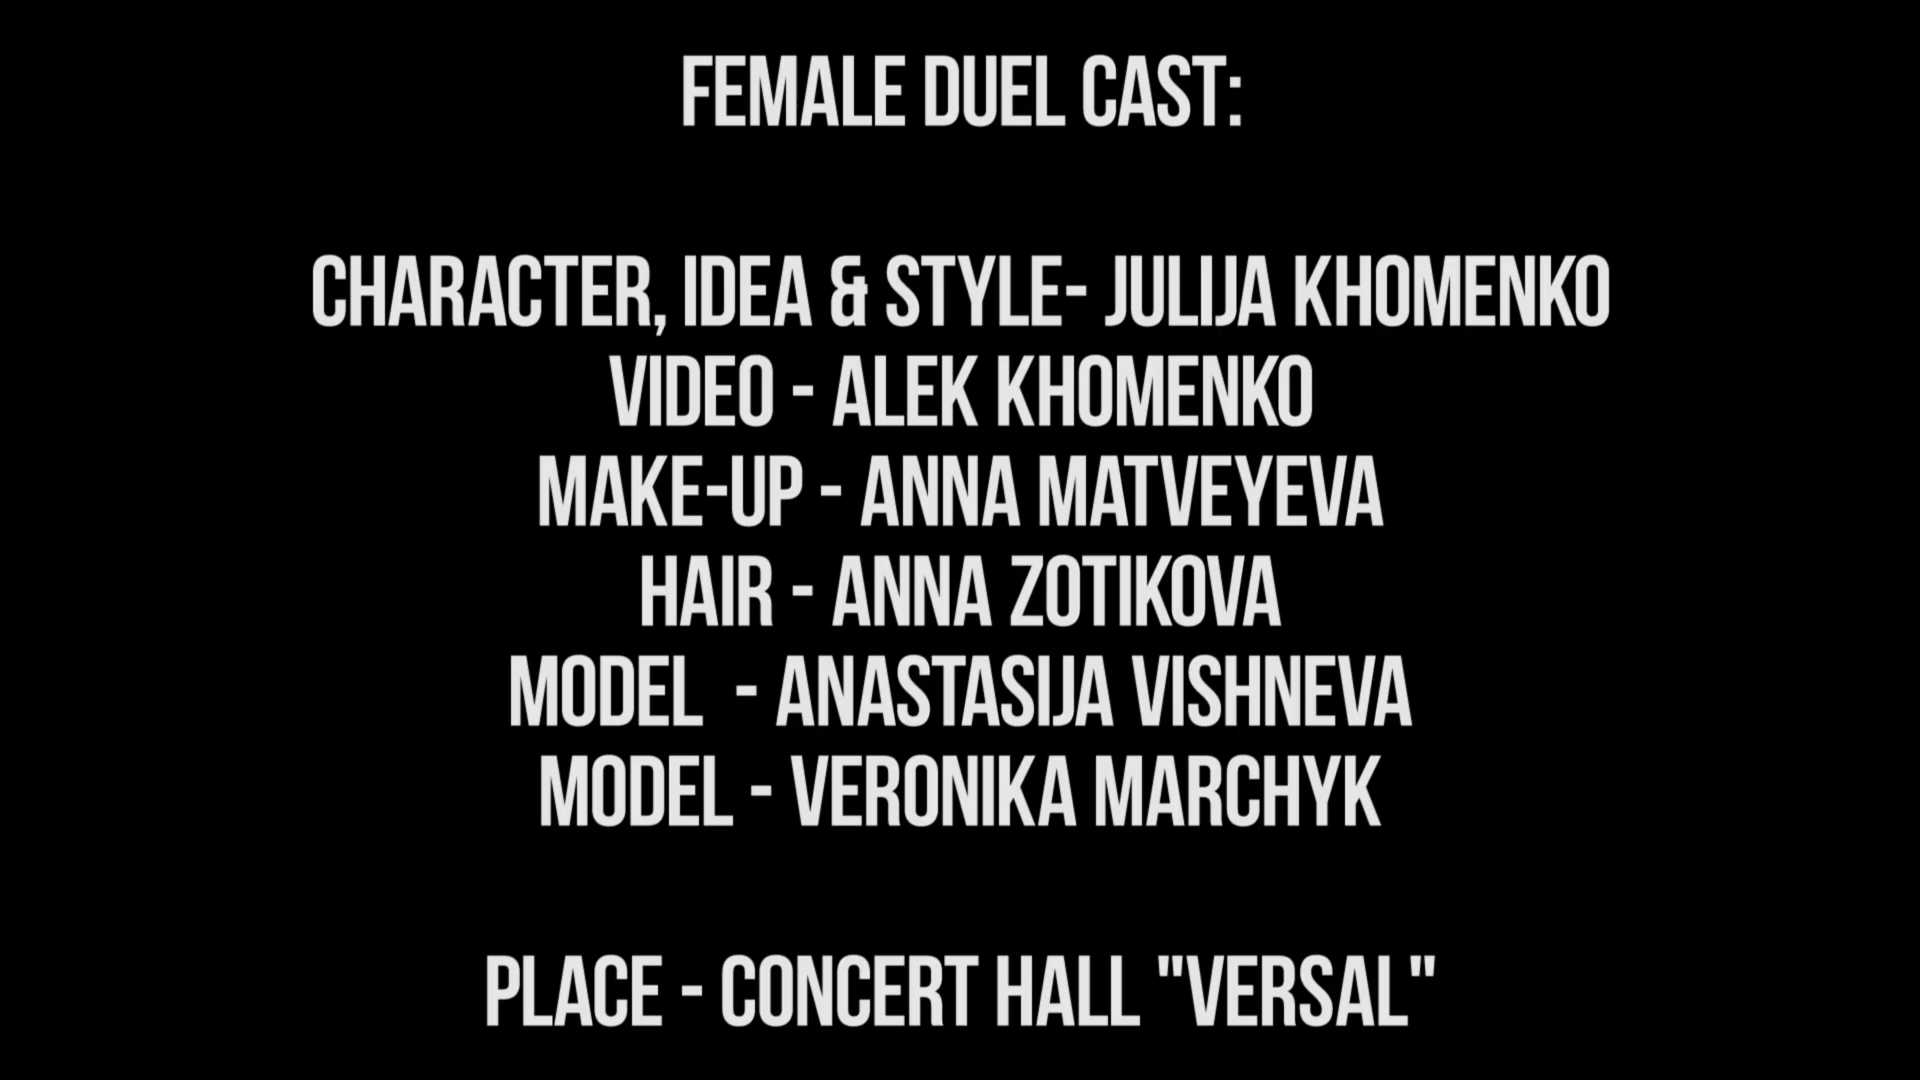 FEMALE DUEL CAST:
CHARACTER, IDEA & STYLE- JULIJA KHOMENKO
VIDEO - ALEK KHOMENKO
MAKE-UP - ANNA MATVEYEVA
HAIR - ANNA ZOTIKOVA
MODEL  - ANASTASIJA VISHNEVA
MODEL - VERONIKA MARCHYK
PLACE - CONCERT HALL "VERSAL"